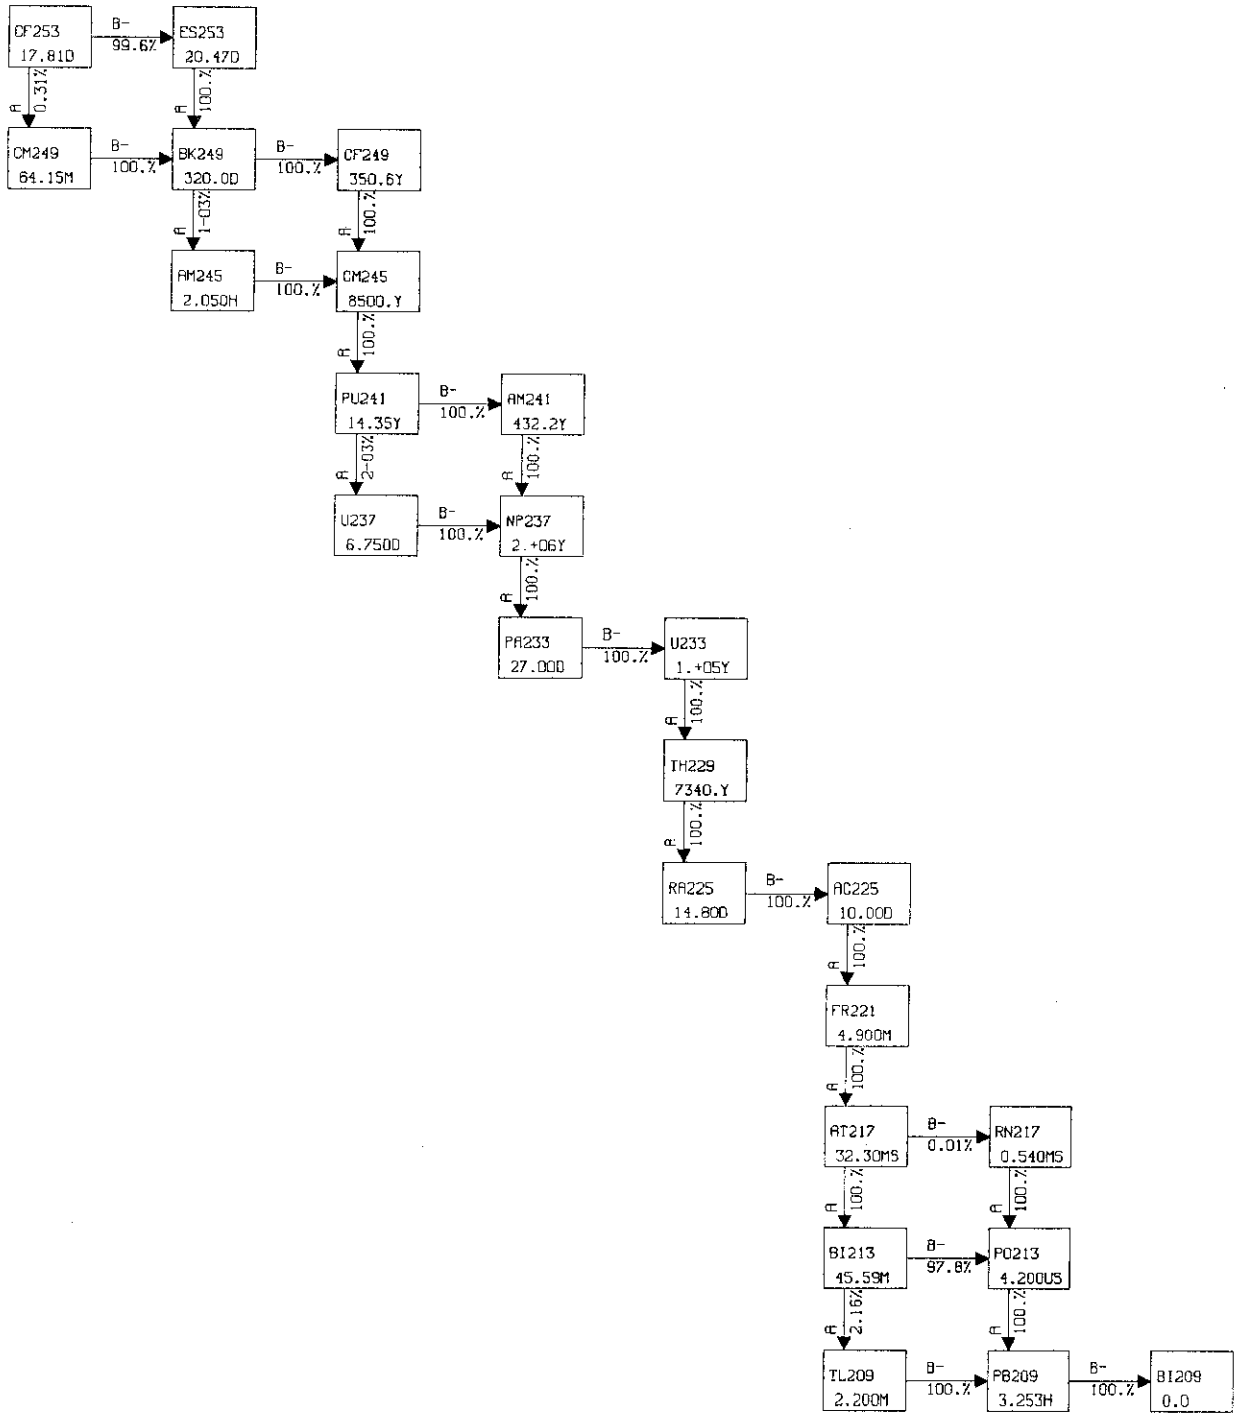 CF253
17.81D
B-
99.6%
ES253
20.47D
A
0.31%
A
100.%
CM249
64.15M
B-
100.%
BK249
320.0D
B-
100.%
CF249
350.6Y
A
1-03%
A
100.%
AM245
2.050H
B-
100.%
CM245
8500.Y
A
100.%
PU241
14.35Y
B-
100.%
AM241
432.2Y
A
2-03%
A
100.%
U237
6.750D
B-
100.%
NP237
2.+06Y
A
100.%
PA233
27.00D
B-
100.%
U233
1.+05Y
A
100.%
TH229
7340.Y
A
100.%
RA225
14.80D
B-
100.%
AC225
10.00D
A
100.%
FR221
4.900M
A
100.%
AT217
32.30MS
B-
0.01%
RN217
0.540MS
A
100.%
A
100.%
BI213
45.59M
B-
97.8%
PO213
4.200US
A
2.16%
A
100.%
TL209
2.200M
B-
100.%
PB209
3.253H
B-
100.%
BI209
0.0